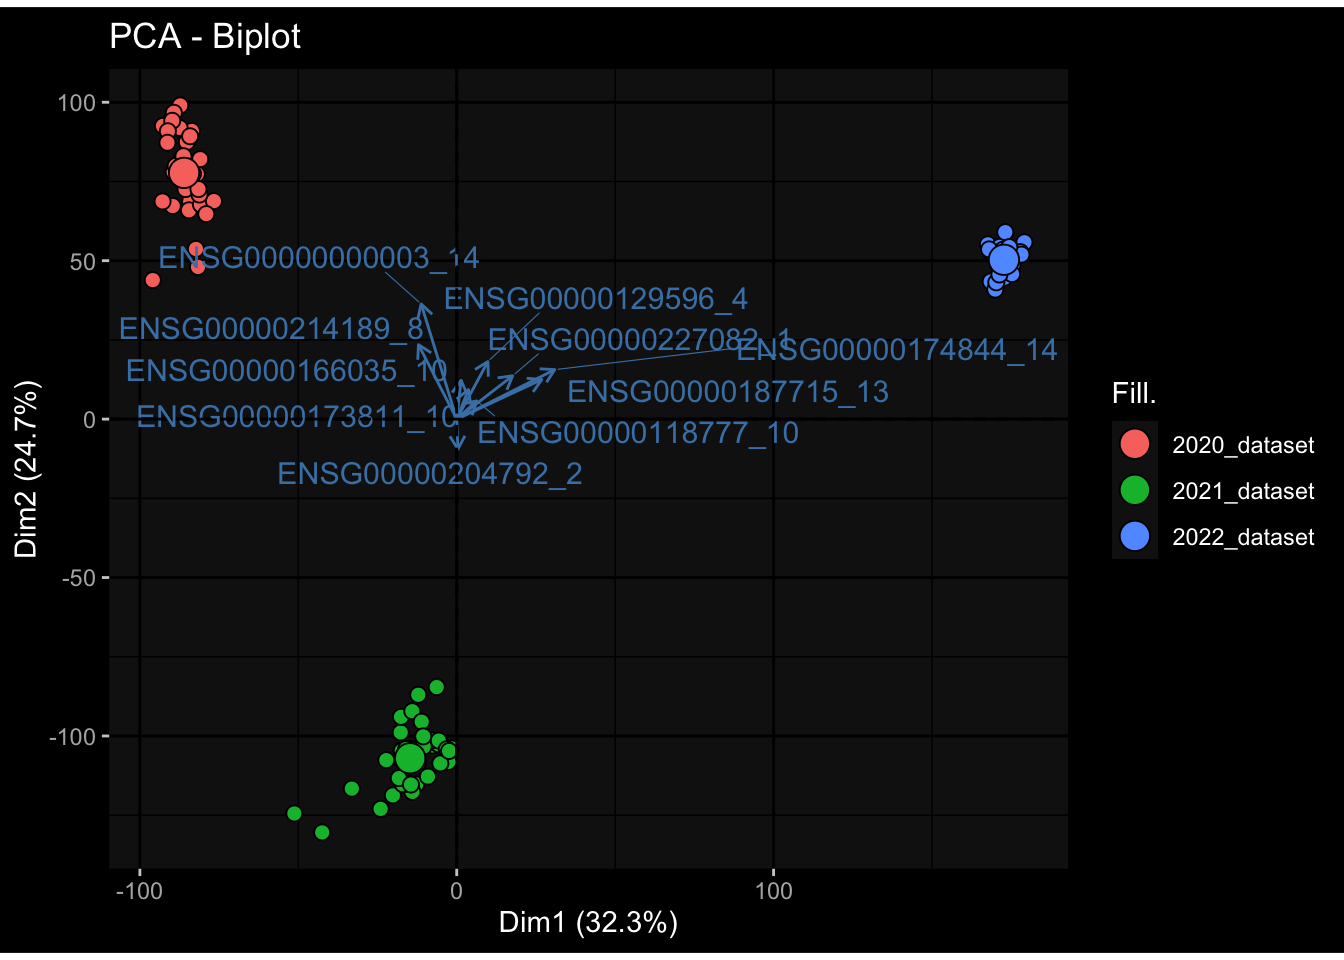 PCA - Biplot
100
50
0
-50
-100
Dim2 (24.7%)
ENSG00000000003_14
ENSG00000129596_4
ENSG00000214189_8
ENSG00000227082_1
ENSG00000174844_14
ENSG00000166035_10
ENSG00000187715_13
ENSG00000173811_10
ENSG00000118777_10
ENSG00000204792_2
-100
0
100
Dim1 (32.3%)
Fill.
2020_dataset
2021_dataset
2022_dataset